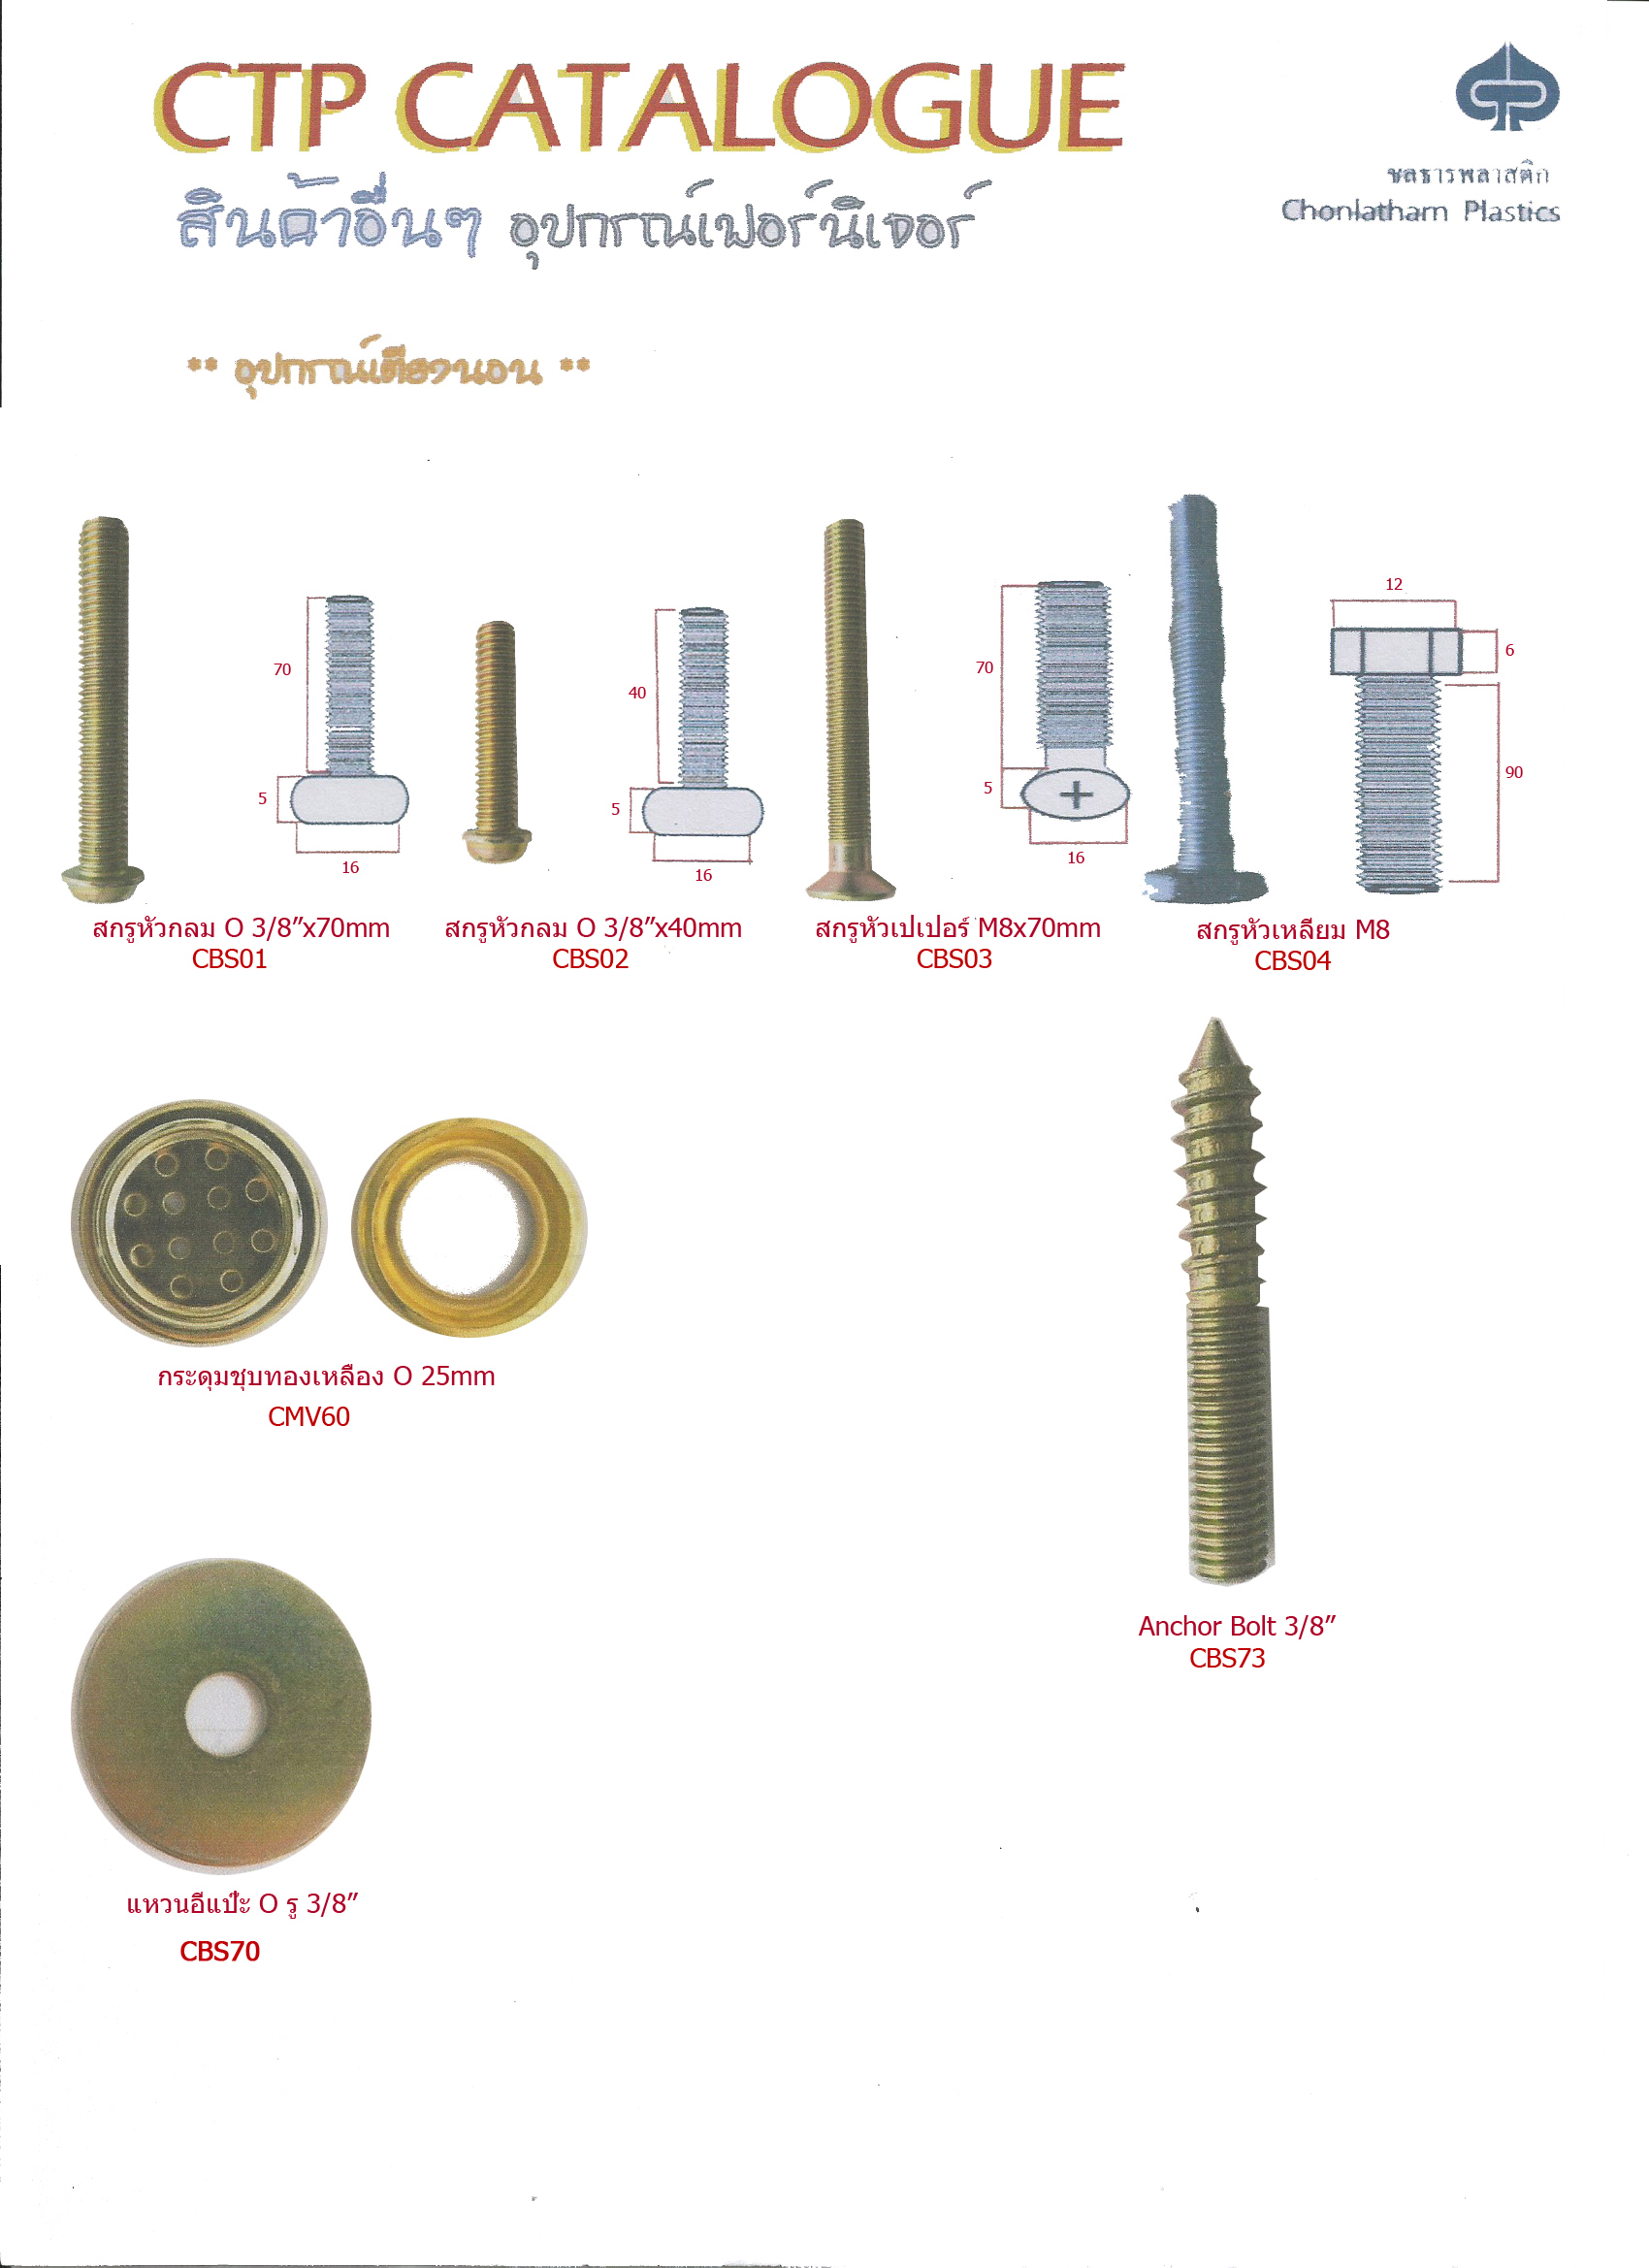 CTP CATALOGUE
ชลธารพลาสติก
Chonlatharn Plastics
สินค้าอื่นๆ อุปกรณ์เฟอร์นิเจอร์
** อุปกรณ์เตียงนอน **
70
5
16
40
5
16
70
5
16
12
6
90
สกรูหัวกลม O 3/8”x70mm
CBS01
สกรูหัวกลม O 3/8”x40mm
CBS02
สกรูหัวเปเปอร์ M8x70mm
CBS03
สกรูหัวเหลียม M8
CBS04
กระดุมชุบทองเหลือง O 25mm
CMV60
Anchor Bolt 3/8”
CBS73
แหวนอีแป๊ะ O รู 3/8”
CBS70